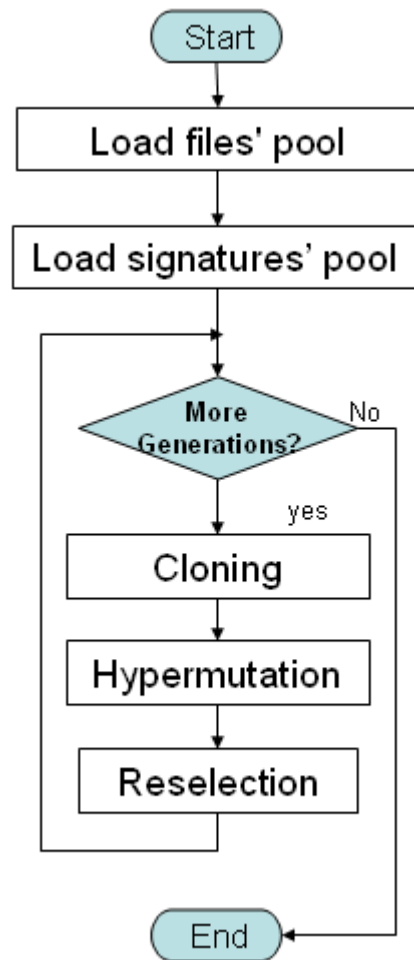 Start
Load files' pool
Load signatures’ pool
More
Generations?
No
yes
Cloning
Hypermutation
Reselection
End